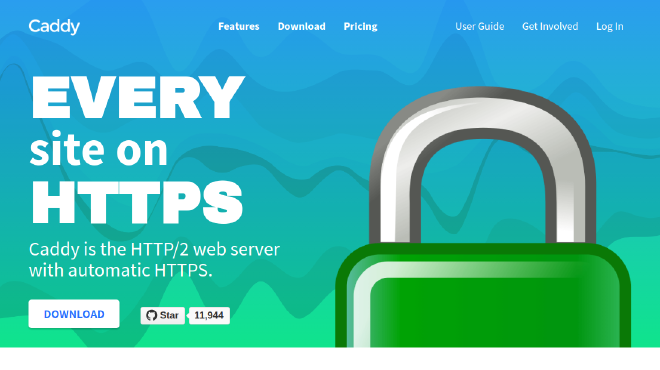 Caddy
Features Download Pricing
User Guide Get Involved Log In
EVERY
site on
HTTPS
Caddy is the HTTP/2 web server
with automatic HTTPS.
DOWNLOAD
Star 11,944